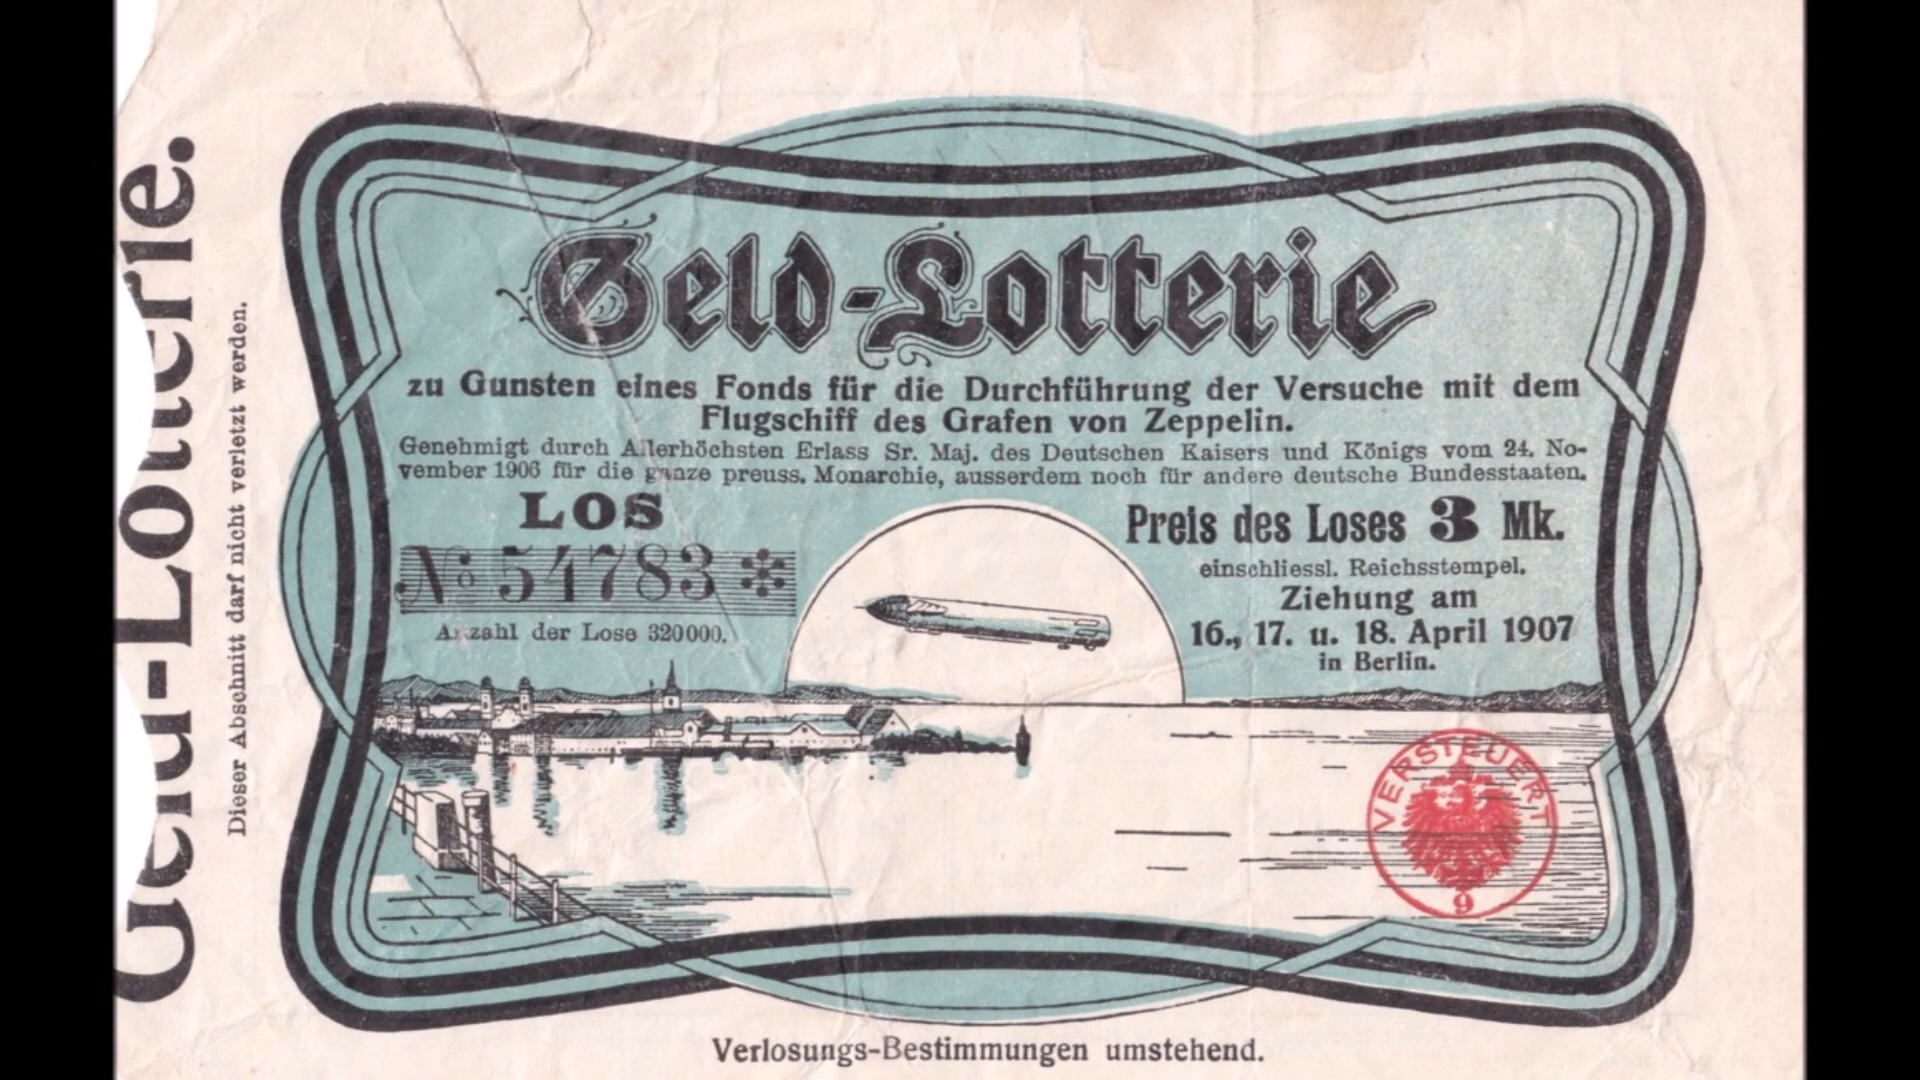 Geld-Lotterie.
Dieser Abschnitt darf nicht verletzt werden.
Geld-Lotterie
zu Gunsten eines Fonds für die Durchführung der Versuche mit dem
Flugschiff des Grafen von Zeppelin.
Genehmigt durch Allerhöchsten Erlass Sr. Maj. des Deutschen Kaisers und Königs vom 24. No-
vember 1906 für die ganze preuss. Monarchie, ausserdem noch für andere deutsche Bundesstaaten.
LOS
No 54783
Anzahl der Lose 320000.
Preis des Loses 3 Mk.
einschliessl. Reichsstempel.
Ziehung am
16., 17. u. 18. April 1907
in Berlin.
VERSTEUERT
9
Verlosungs-Bestimmungen umstehend.